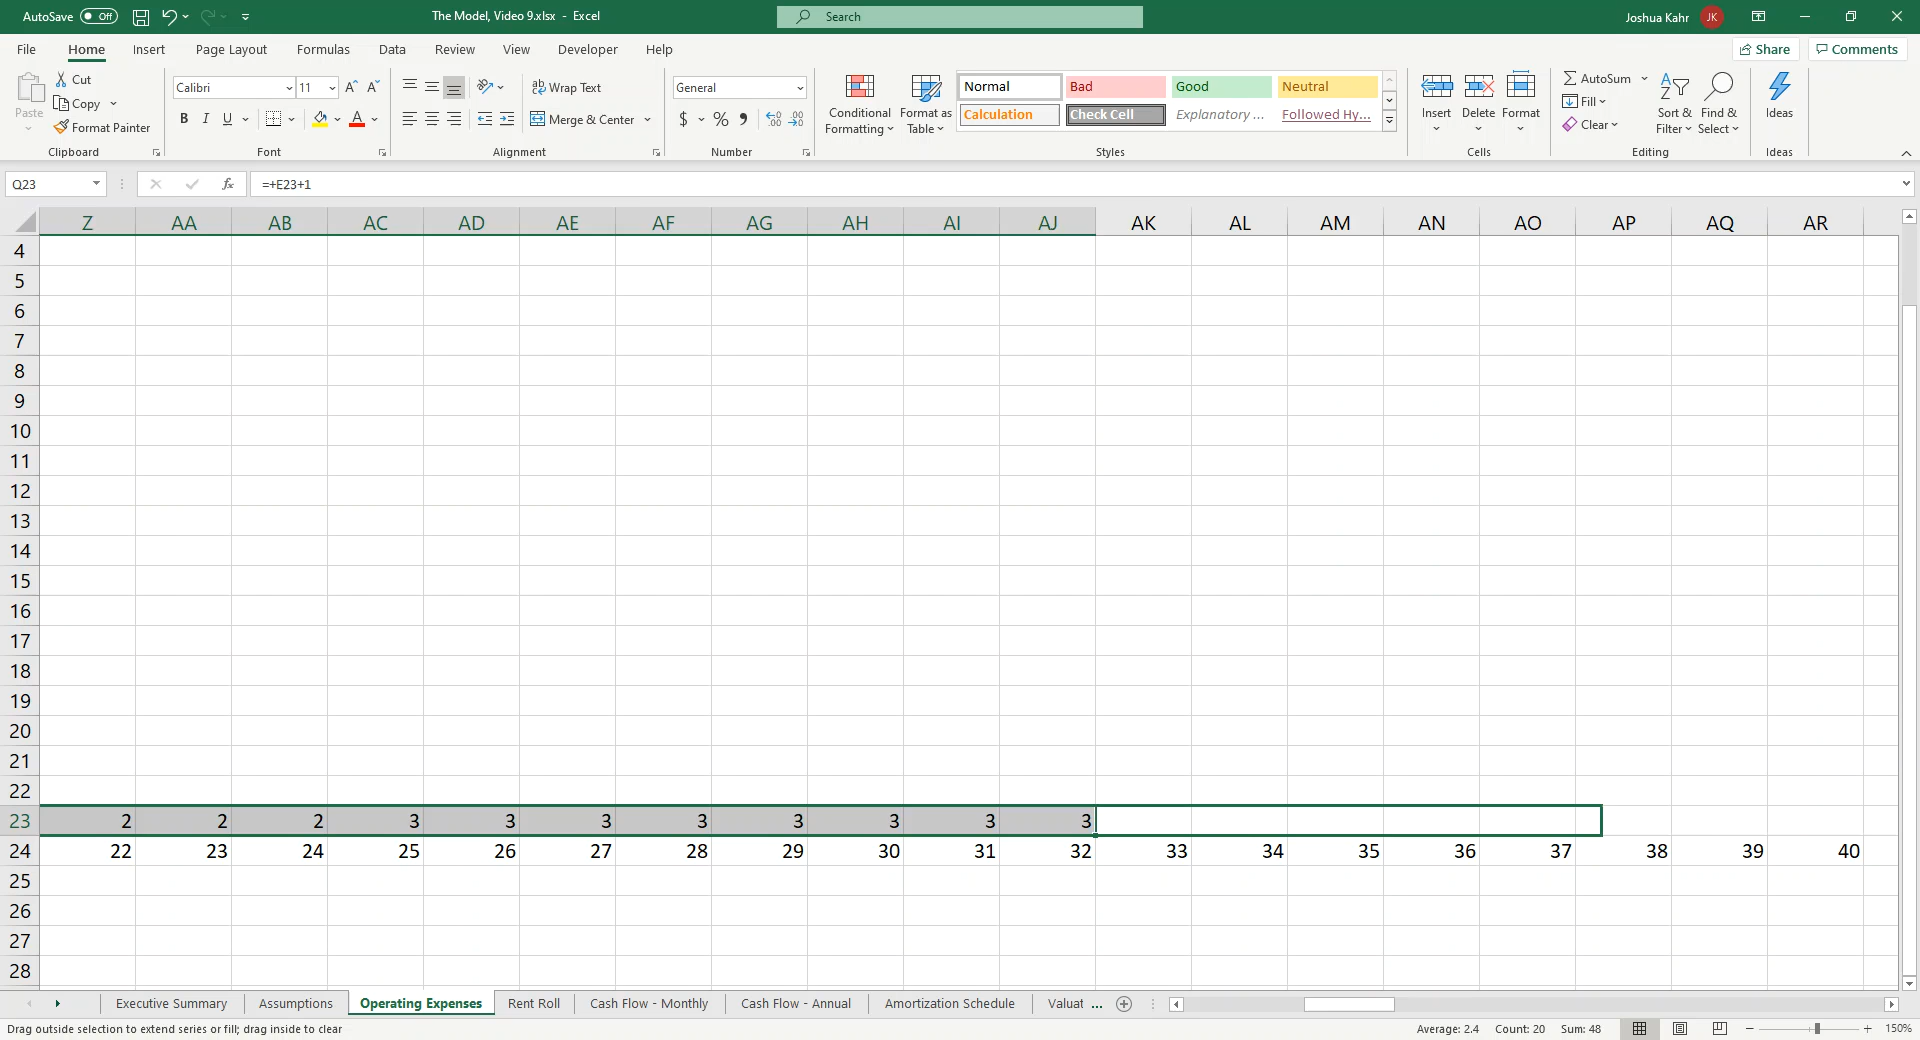 AutoSave Off The Model, Video 9.xlsx - Excel Search Joshua Kahr JK
File Home Insert Page Layout Formulas Data Review View Developer Help Share Comments
Paste Cut Copy Format Painter Clipboard
Calibri 11 B I U A Font
Wrap Text Merge & Center Alignment
General $ % Number
Conditional Formatting Format as Table
Normal Bad Good Neutral
Calculation Check Cell Explanatory ... Followed Hy...
Styles
Insert Delete Format Cells
AutoSum Fill Clear Sort & Filter Find & Select Editing
Ideas Ideas
Q23 fx =+E23+1
Z AA AB AC AD AE AF AG AH AI AJ AK AL AM AN AO AP AQ AR
4
5
6
7
8
9
10
11
12
13
14
15
16
17
18
19
20
21
22
23 2 2 2 3 3 3 3 3 3 3 3
24 22 23 24 25 26 27 28 29 30 31 32 33 34 35 36 37 38 39 40
25
26
27
28
Executive Summary Assumptions Operating Expenses Rent Roll Cash Flow - Monthly Cash Flow - Annual Amortization Schedule Valuat ...
Drag outside selection to extend series or fill; drag inside to clear Average: 2.4 Count: 20 Sum: 48 150%